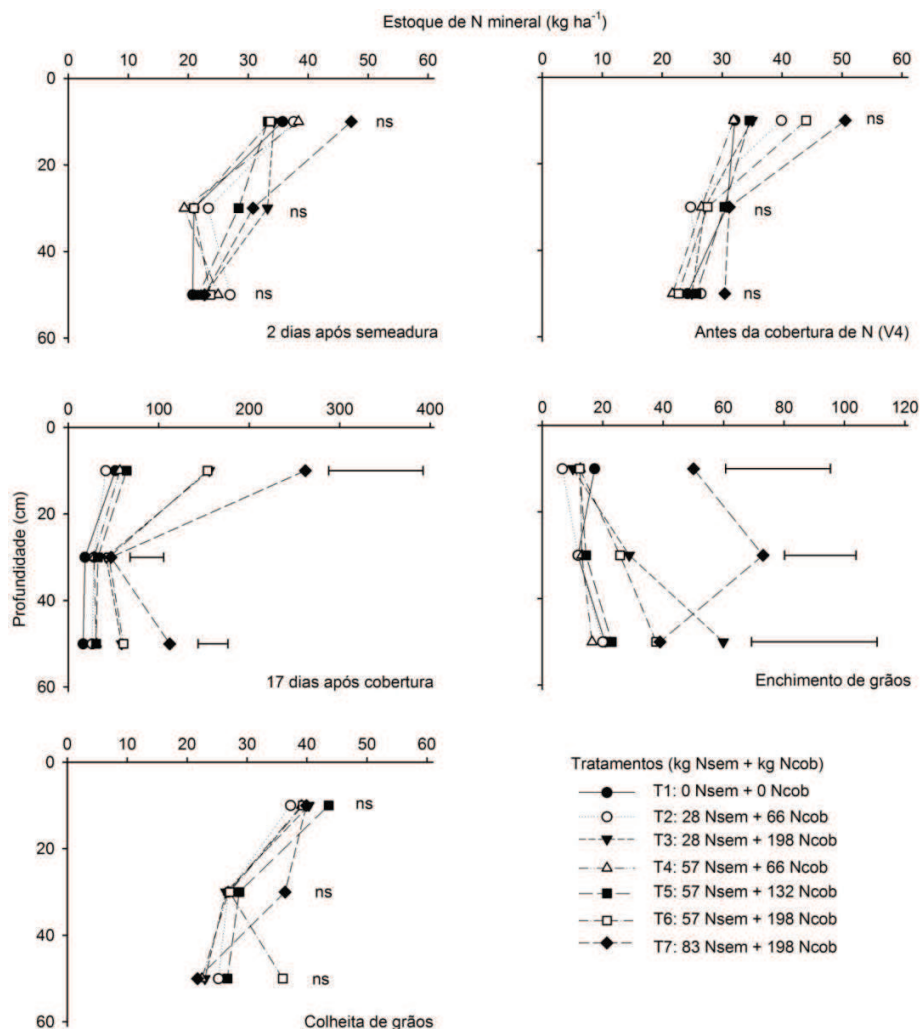 Estoque de N mineral (kg ha⁻¹)
0 10 20 30 40 50 60
0 10 20 30 40 50 60
0
20
40
60
ns
ns
ns
2 dias após semeadura
ns
ns
ns
Antes da cobertura de N (V4)
0 100 200 300 400
0 20 40 60 80 100 120
Profundidade (cm)
0
20
40
60
17 dias após cobertura
Enchimento de grãos
0 10 20 30 40 50 60
0
20
40
60
ns
ns
ns
Colheita de grãos
Tratamentos (kg Nsem + kg Ncob)
T1: 0 Nsem + 0 Ncob
T2: 28 Nsem + 66 Ncob
T3: 28 Nsem + 198 Ncob
T4: 57 Nsem + 66 Ncob
T5: 57 Nsem + 132 Ncob
T6: 57 Nsem + 198 Ncob
T7: 83 Nsem + 198 Ncob